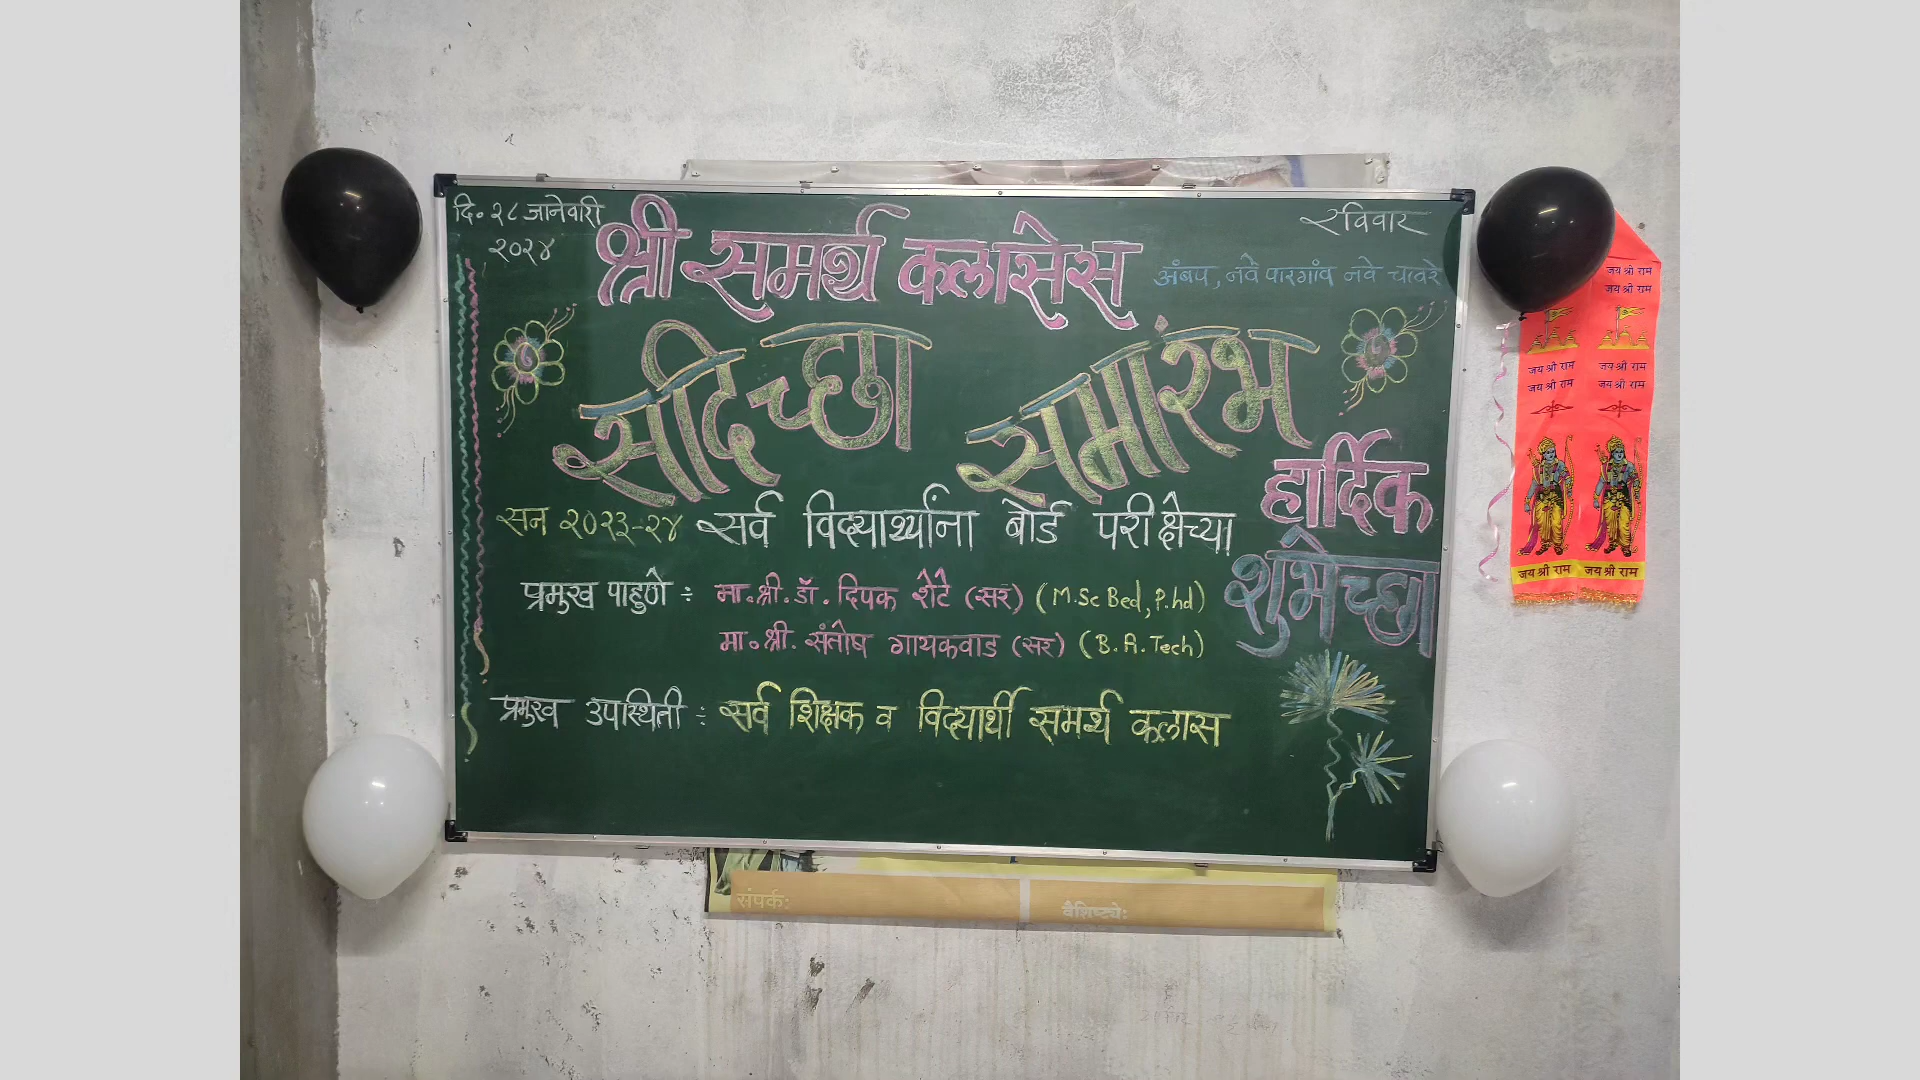 दि. २८ जानेवारी
२०२४
रविवार
श्री समर्थ क्लासेस
अंबप, नवे पारगांव नवे चावरे
सदिच्छा समारंभ
सन २०२३-२४ सर्व विद्यार्थ्यांना बोर्ड परीक्षेच्या
हार्दिक
शुभेच्छा
प्रमुख पाहुणे ÷ मा. श्री. डॉ. दिपक शेटे (सर) (M.Sc Bed, P.hd)
मा. श्री. संतोष गायकवाड (सर) (B.A. Tech)
प्रमुख उपस्थिती ÷ सर्व शिक्षक व विद्यार्थी समर्थ क्लास
जय श्री राम
जय श्री राम
जय श्री राम जय श्री राम
जय श्री राम जय श्री राम
जय श्री राम जय श्री राम
संपर्क:
वैशिष्ट्ये: